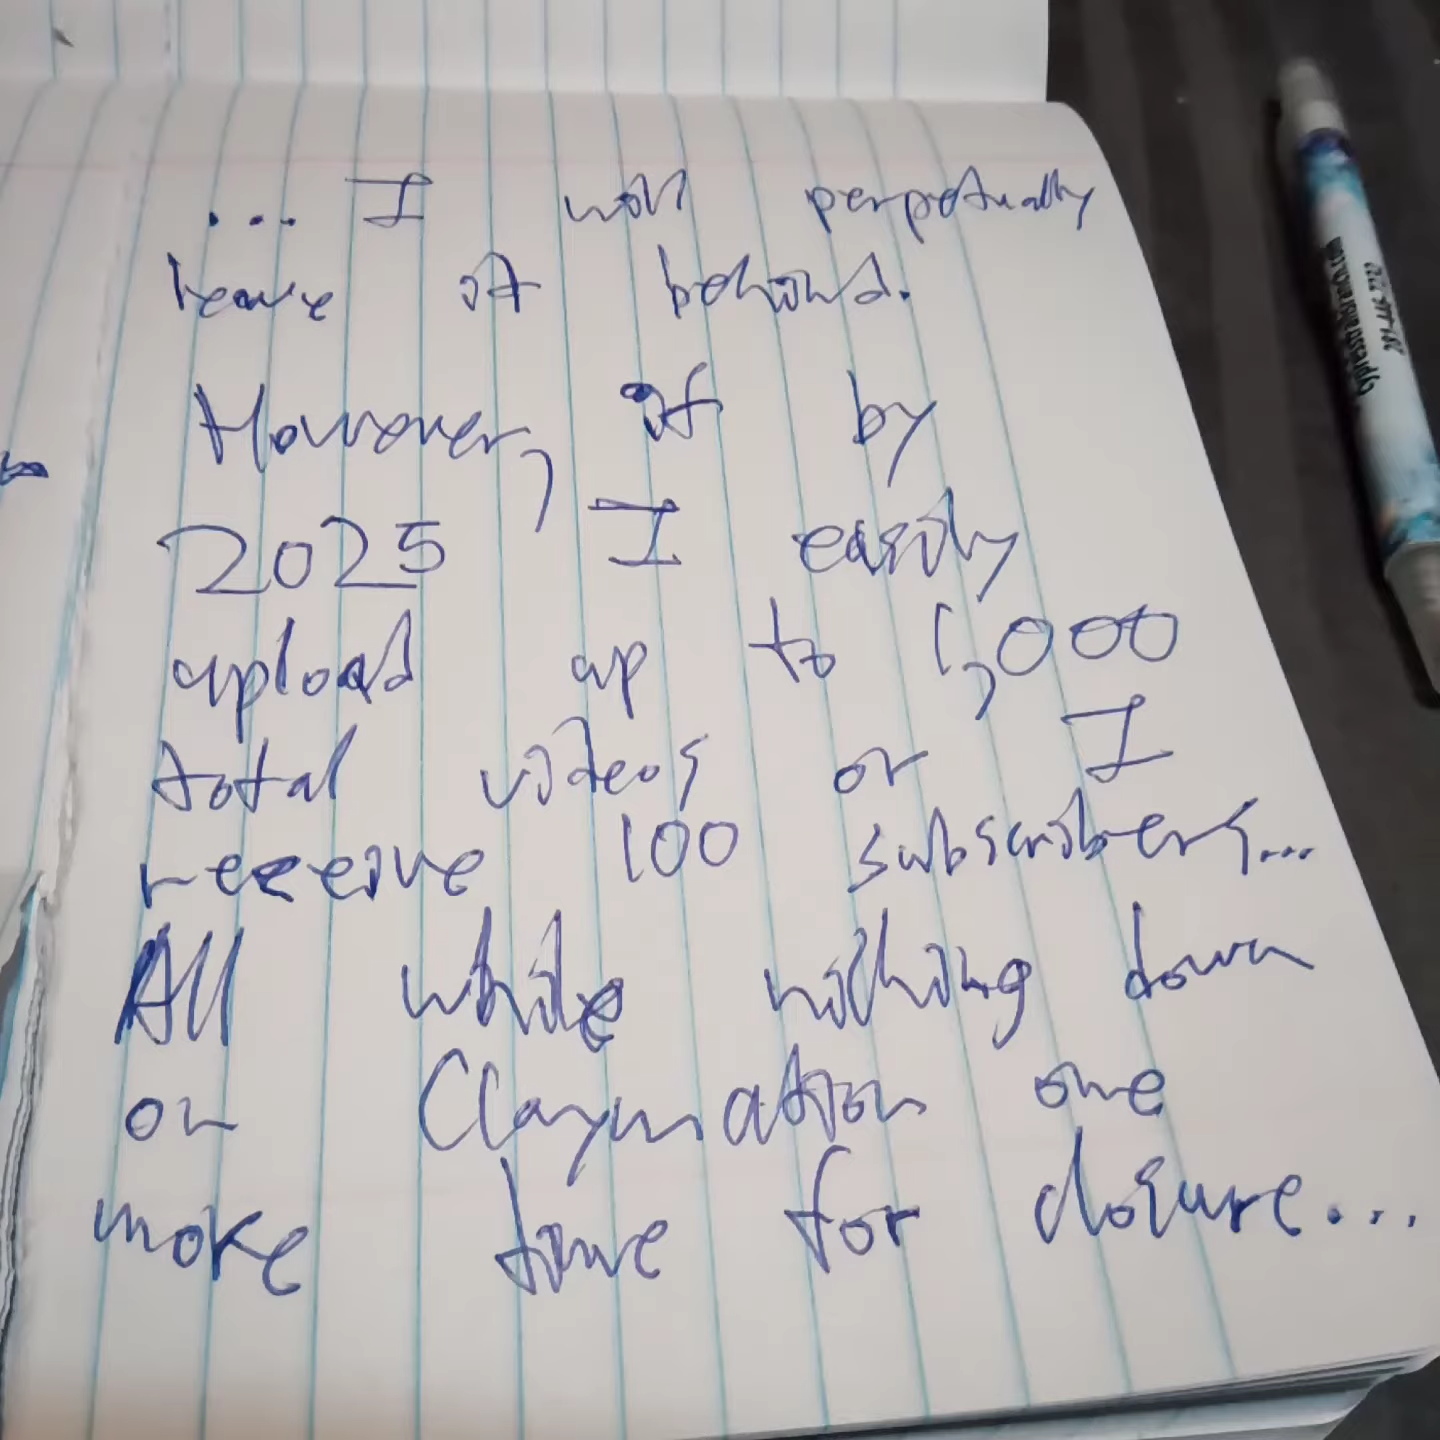 ... I will perpetually
leave it behind.
However, if by
2025 I easily
upload up to 1,000
total videos or I
receive 100 subscribers...
All while nithing down
on Claymation one
more time for closure...